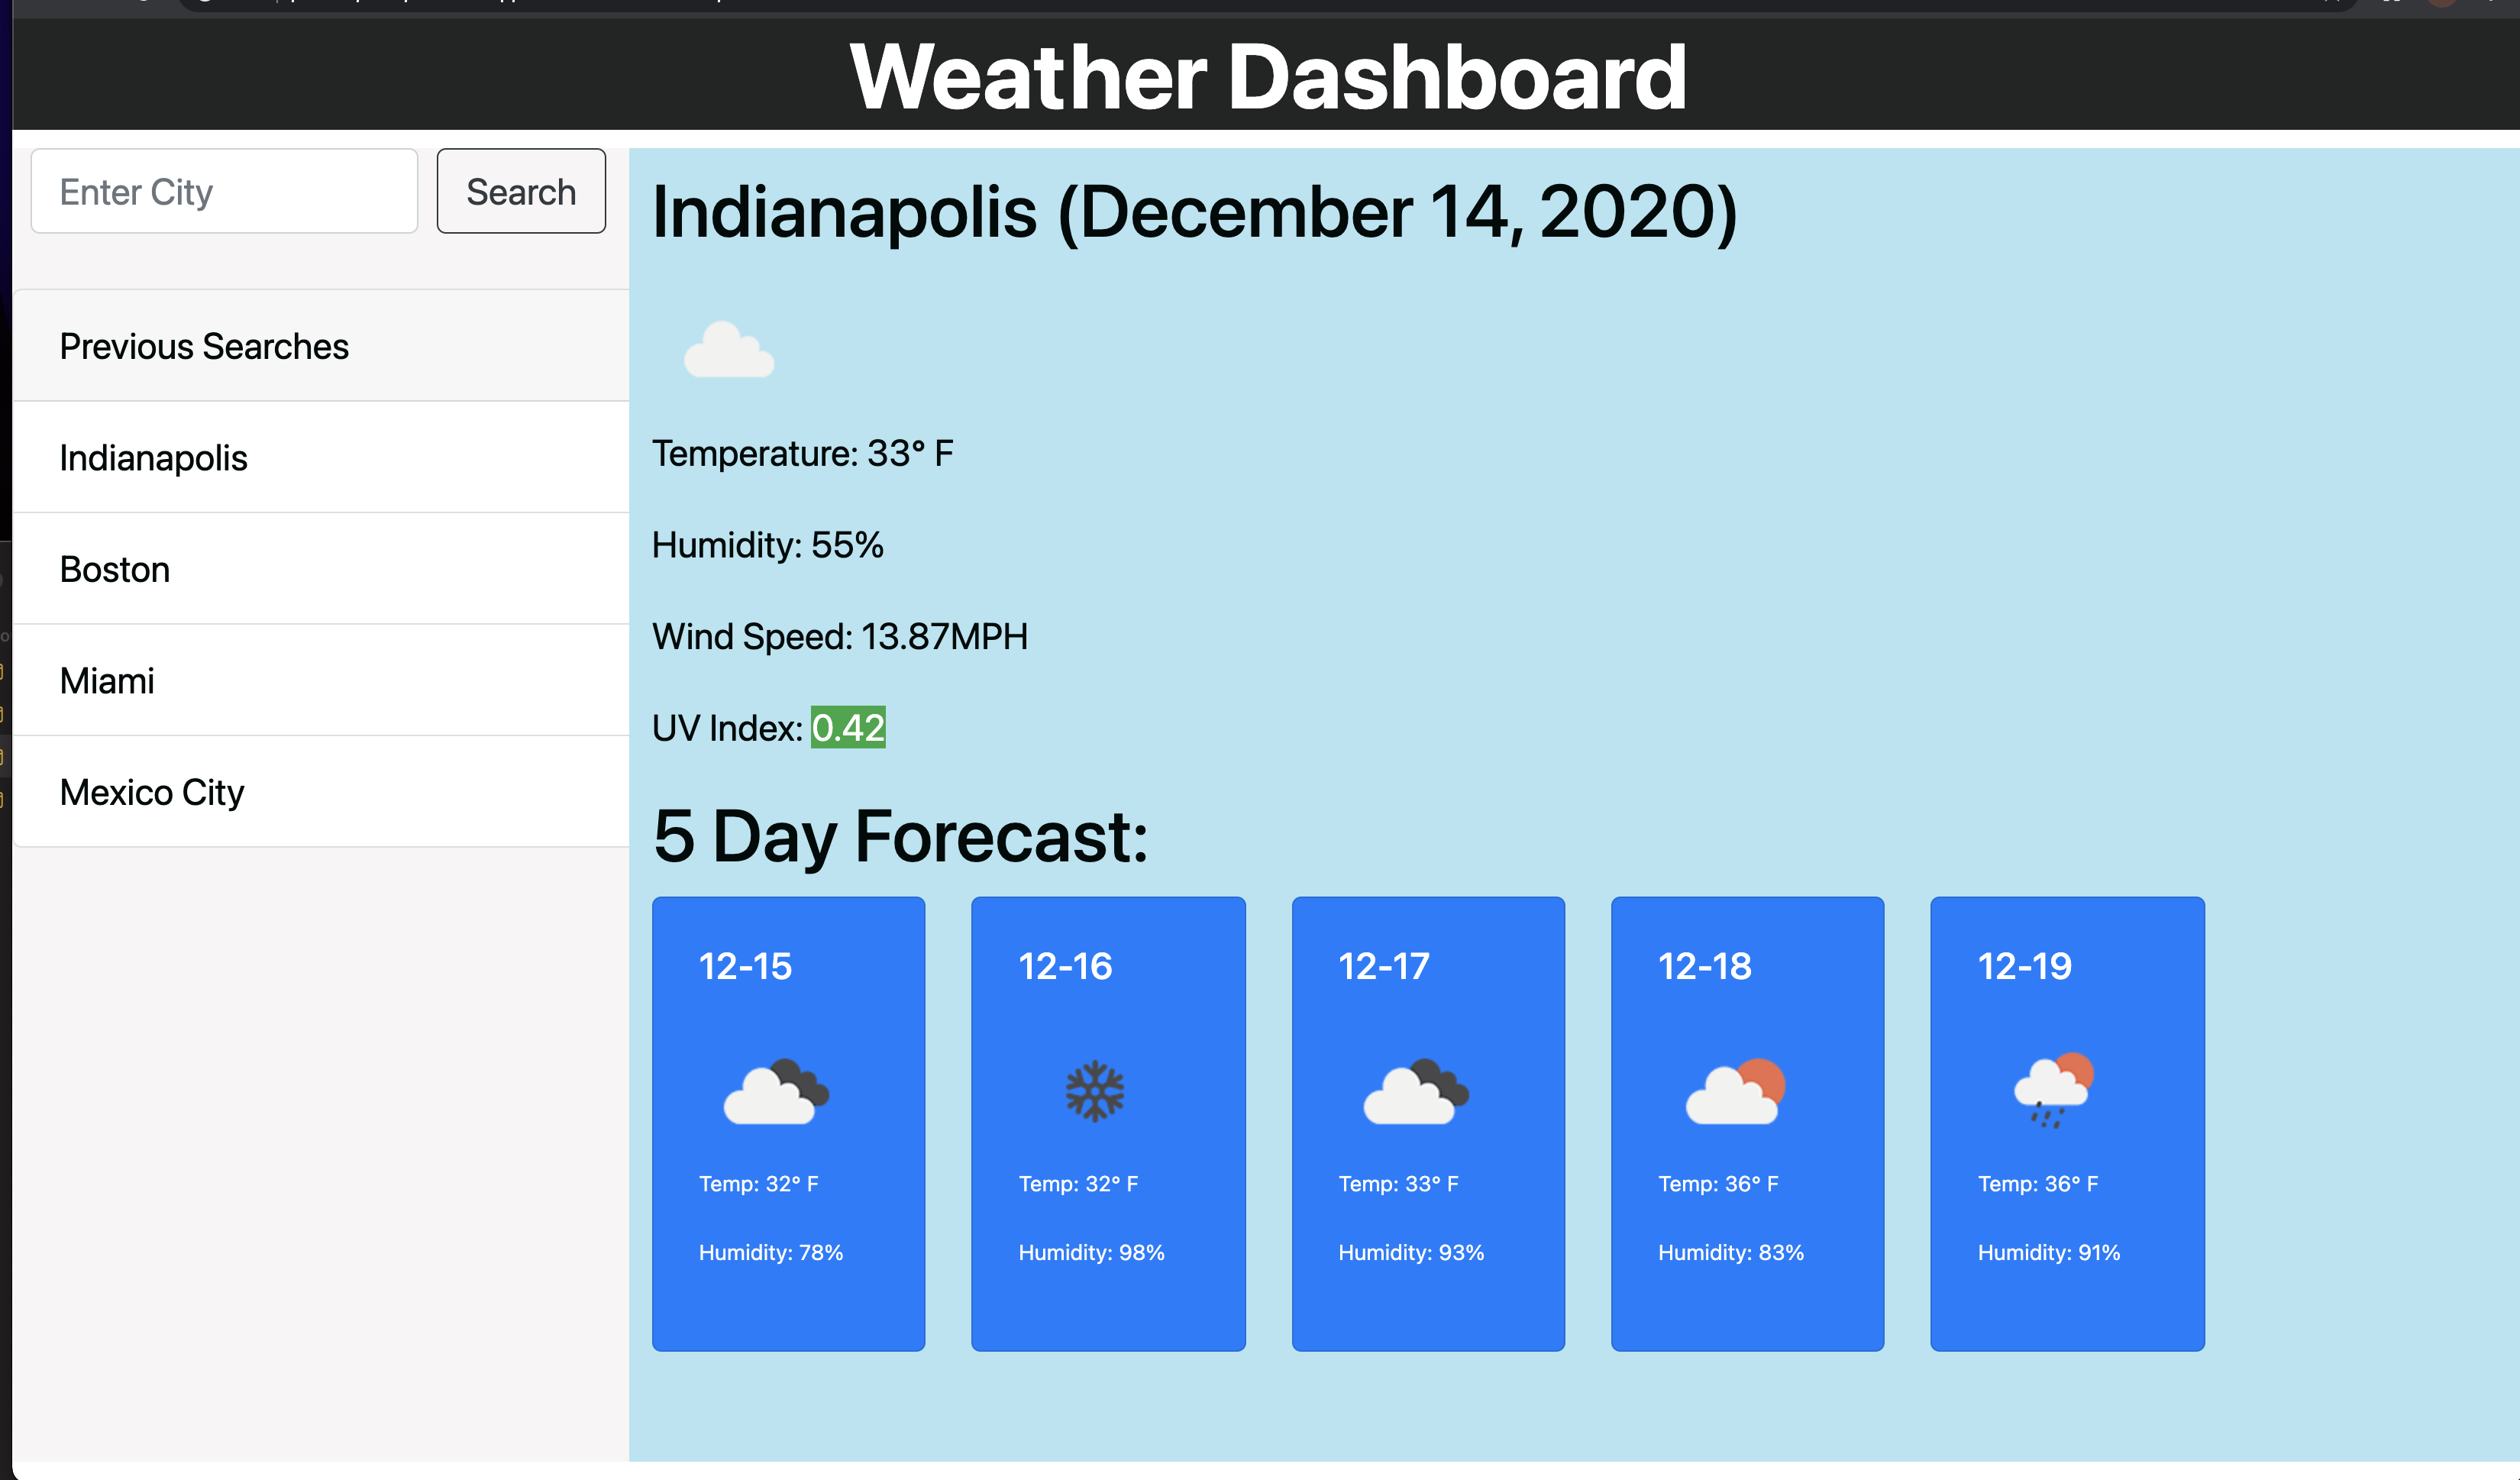 Weather Dashboard
Enter City
Search
Previous Searches
Indianapolis
Boston
Miami
Mexico City
Indianapolis (December 14, 2020)
Temperature: 33° F
Humidity: 55%
Wind Speed: 13.87MPH
UV Index: 0.42
5 Day Forecast:
12-15
Temp: 32° F
Humidity: 78%
12-16
Temp: 32° F
Humidity: 98%
12-17
Temp: 33° F
Humidity: 93%
12-18
Temp: 36° F
Humidity: 83%
12-19
Temp: 36° F
Humidity: 91%